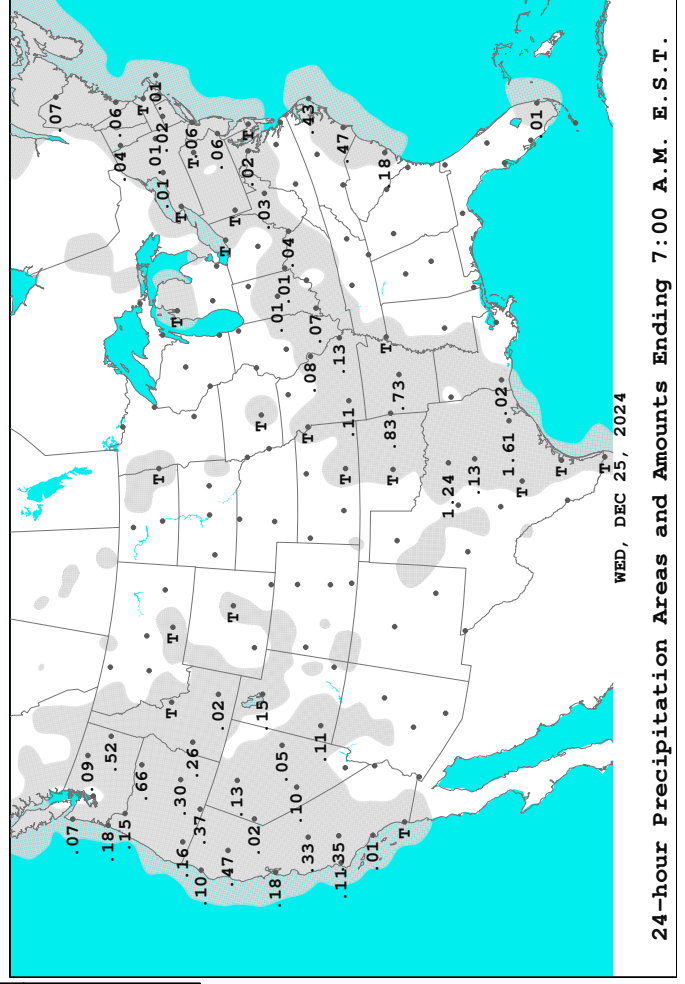 .07
.07
.09
.18
.52
.06
.04
.15
.66
T
.01
.01
T
.02
.01
T
T
T
.30
T
.16
T .06
.26
.37
.10
.06
.02
T
.47
T
T
.13
.02 T
.02
T
.15
.03
.18
.01
.05
.01
.04
.10
.33 T .43
.08
.07
.11
.35 .13
.11
.47
T
.11
.01
.18
T
T .83
.73
T
1.24
.13
.02
1.61
T
.01
T
T
WED, DEC 25, 2024
24-hour Precipitation Areas and Amounts Ending 7:00 A.M. E.S.T.